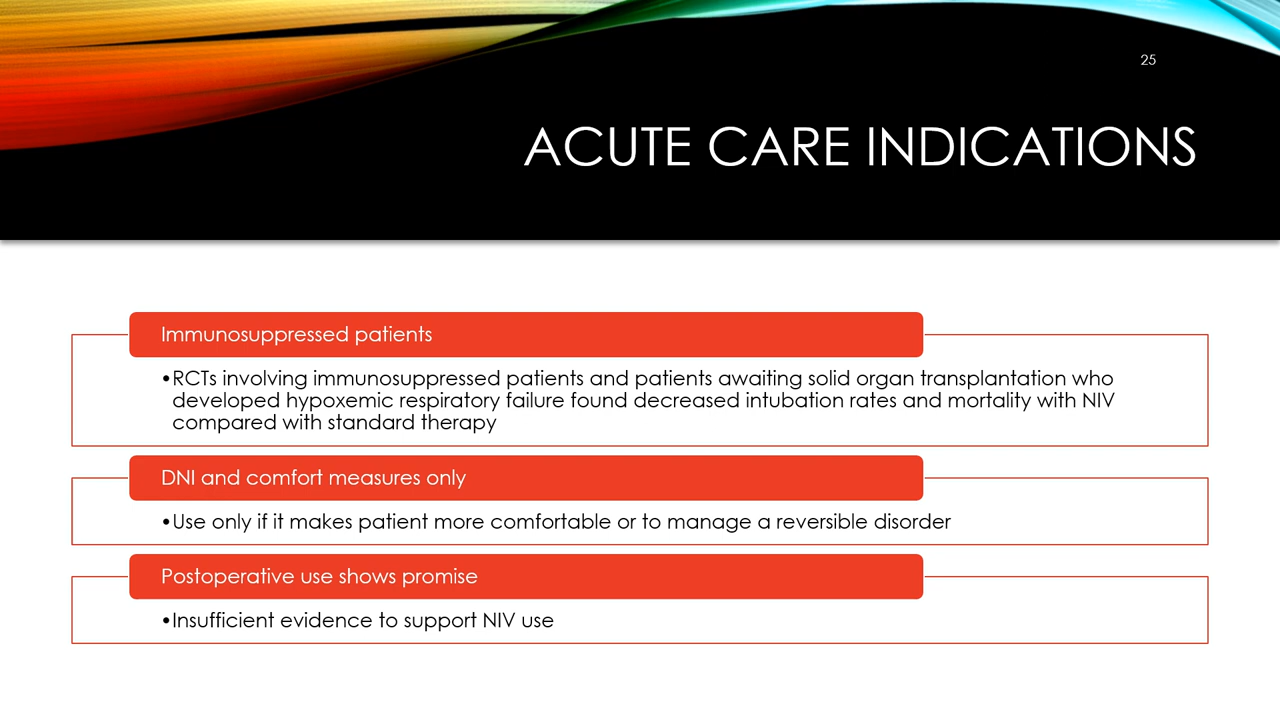 25
ACUTE CARE INDICATIONS
Immunosuppressed patients
•RCTs involving immunosuppressed patients and patients awaiting solid organ transplantation who
developed hypoxemic respiratory failure found decreased intubation rates and mortality with NIV
compared with standard therapy
DNI and comfort measures only
•Use only if it makes patient more comfortable or to manage a reversible disorder
Postoperative use shows promise
•Insufficient evidence to support NIV use